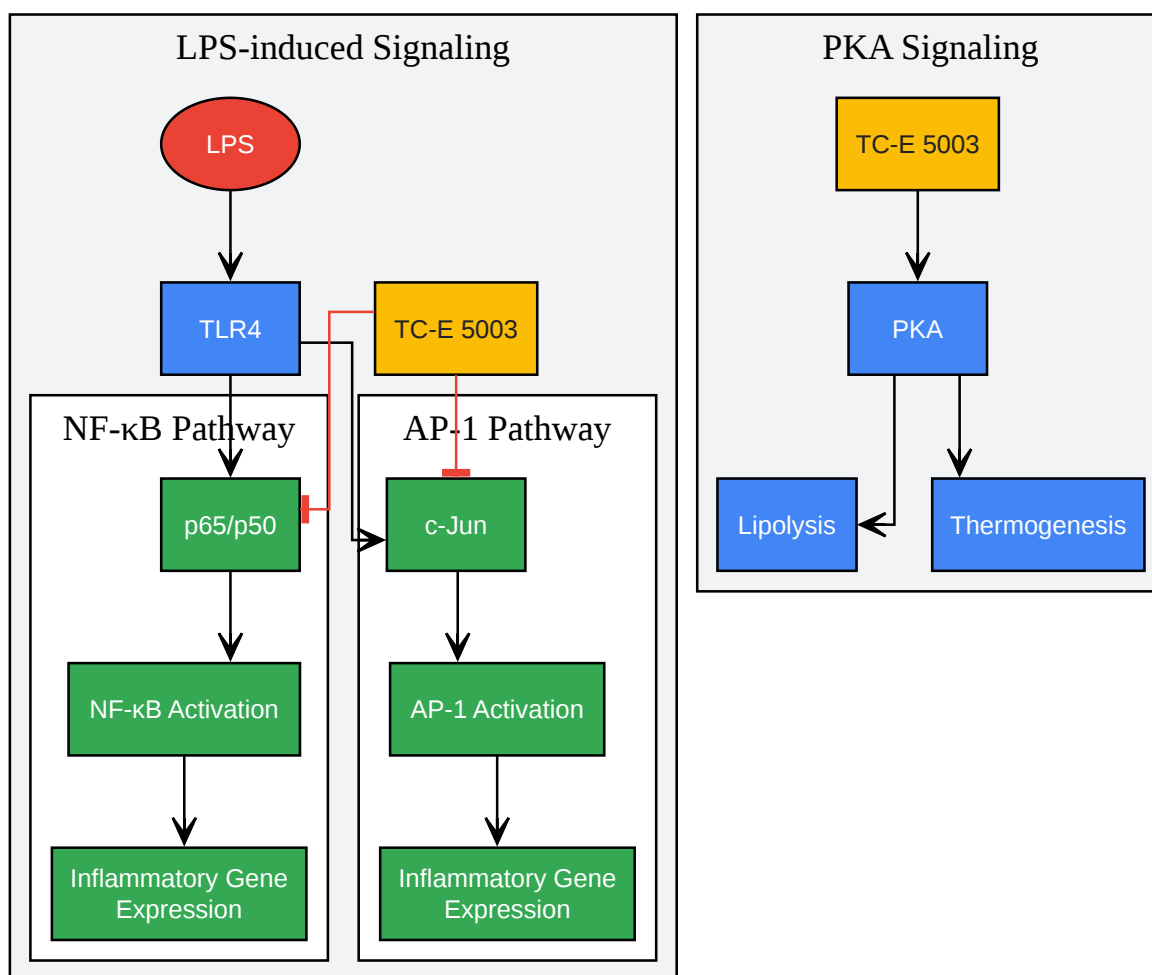 LPS-induced Signaling
LPS
TLR4
TC-E 5003
NF-κB Pathway
p65/p50
NF-κB Activation
Inflammatory Gene
Expression
AP-1 Pathway
c-Jun
AP-1 Activation
Inflammatory Gene
Expression
PKA Signaling
TC-E 5003
PKA
Lipolysis
Thermogenesis